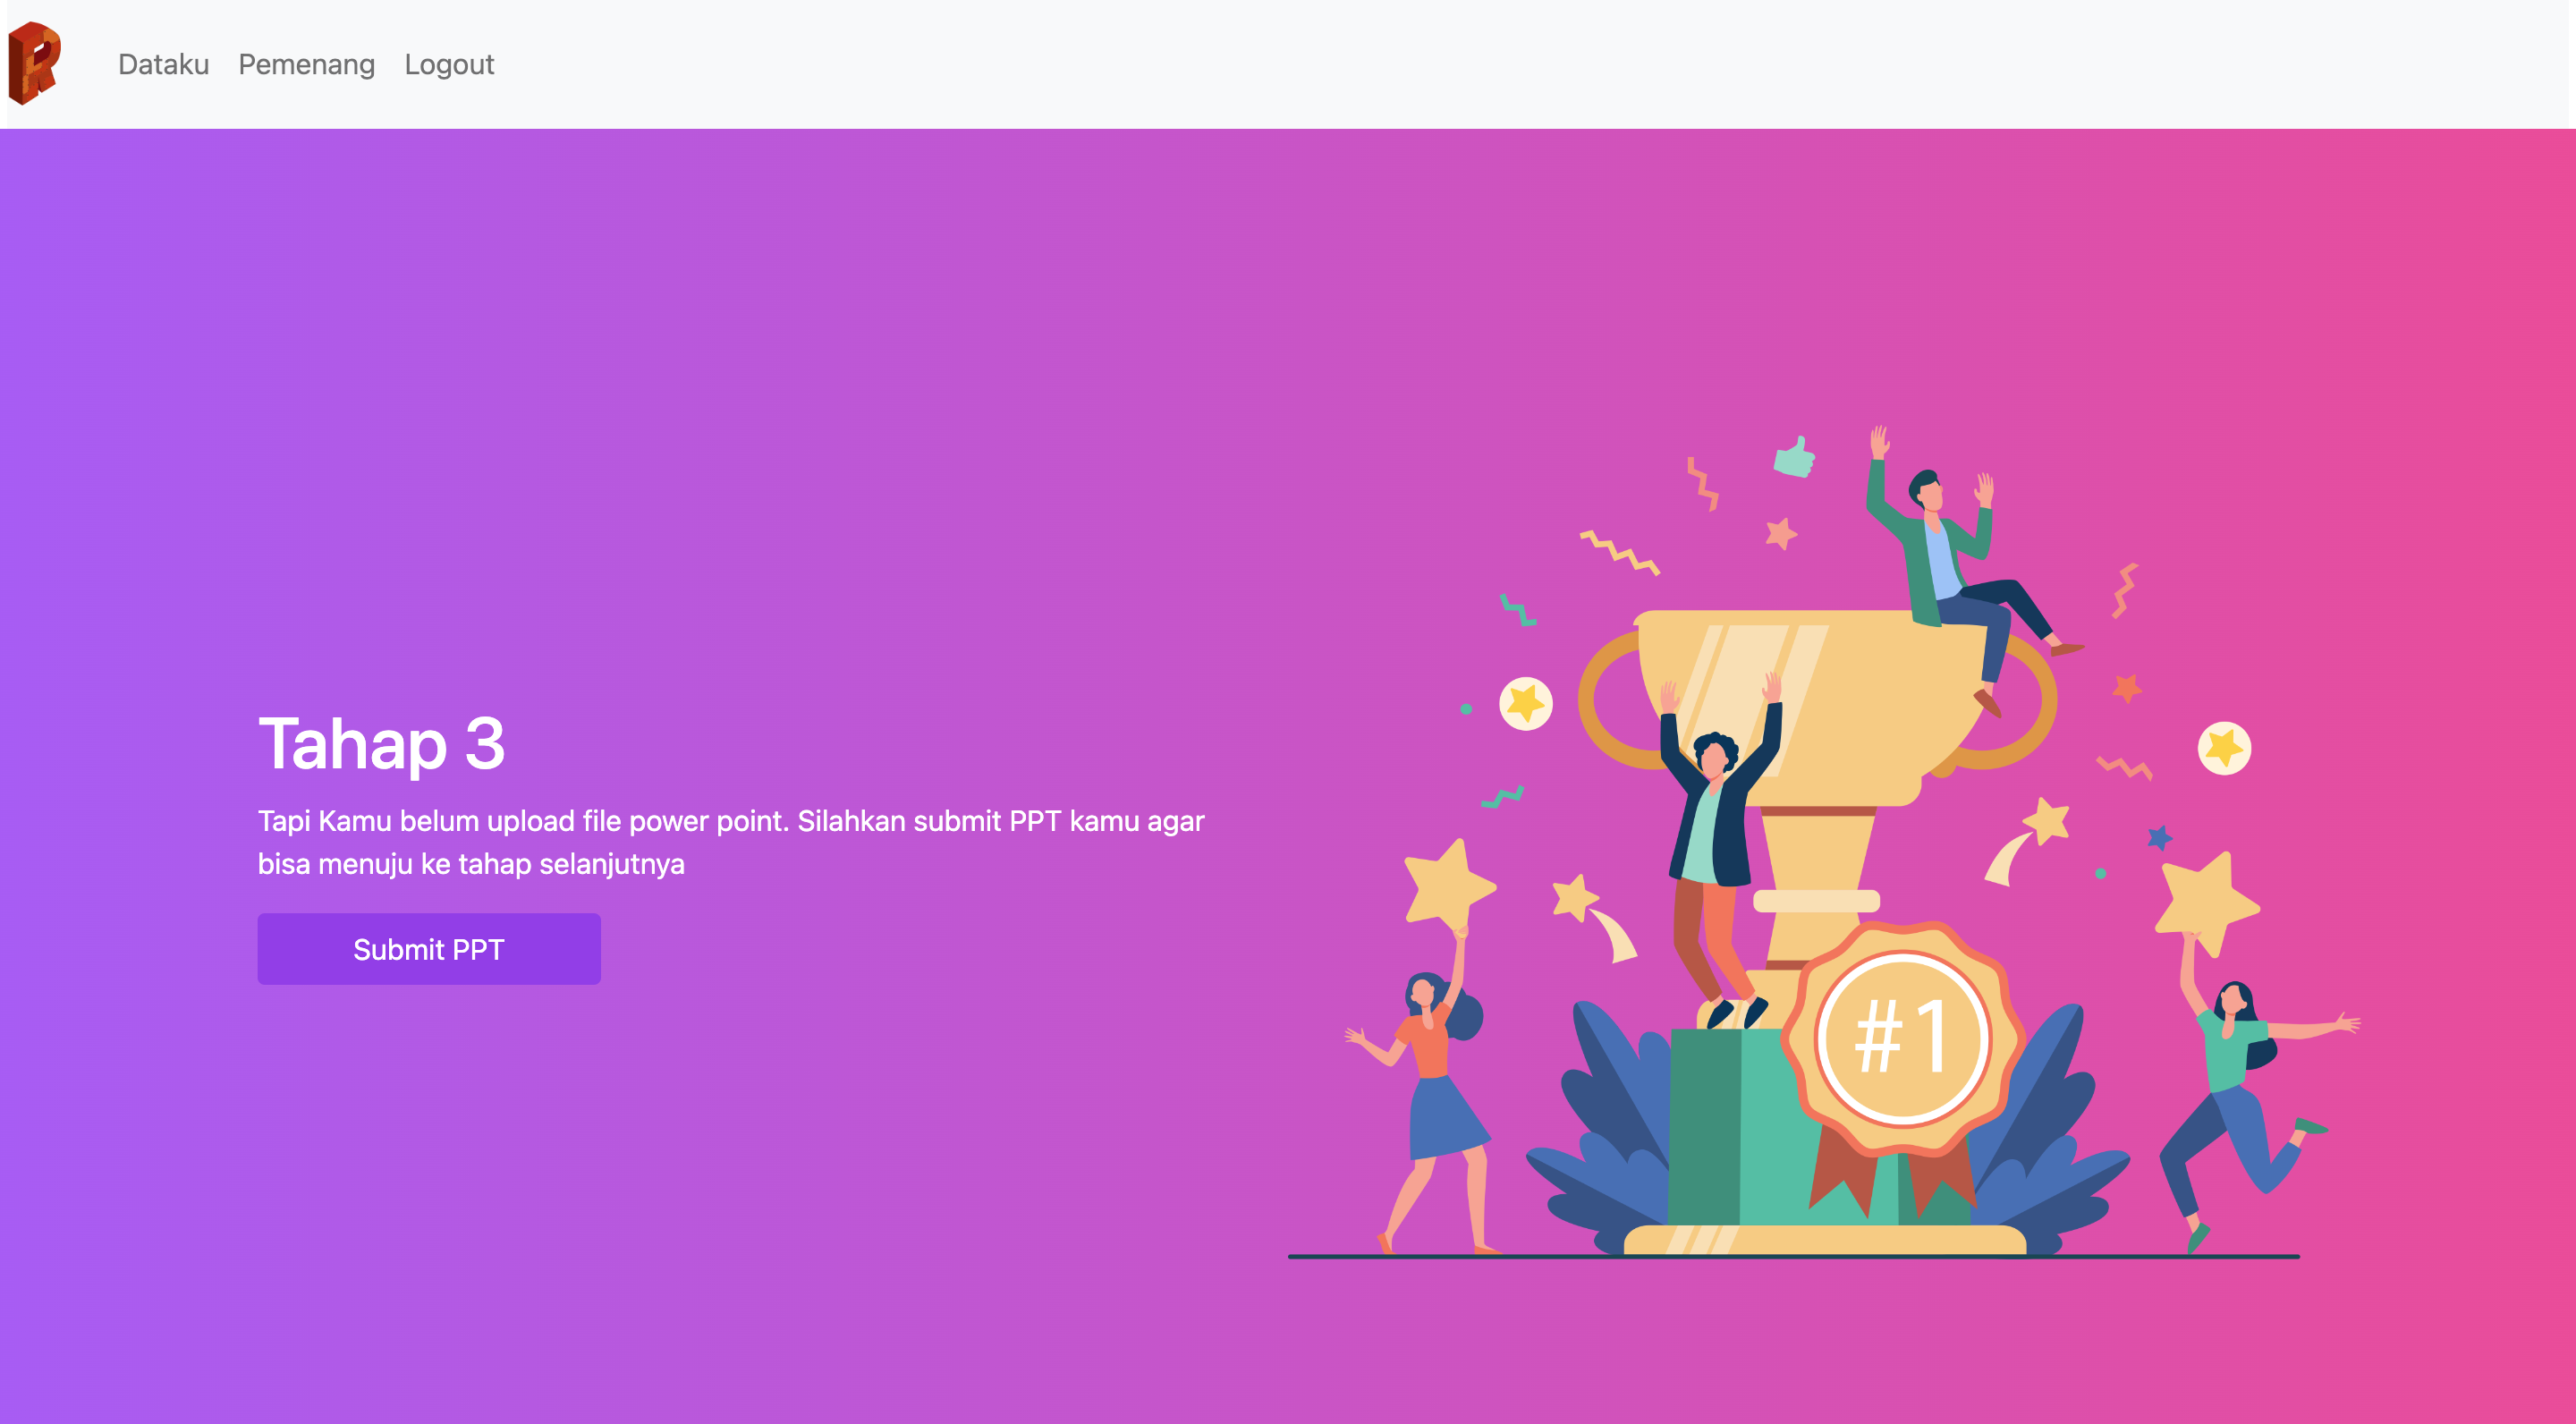 Dataku Pemenang Logout
Tahap 3
Tapi Kamu belum upload file power point. Silahkan submit PPT kamu agar
bisa menuju ke tahap selanjutnya
Submit PPT
#1